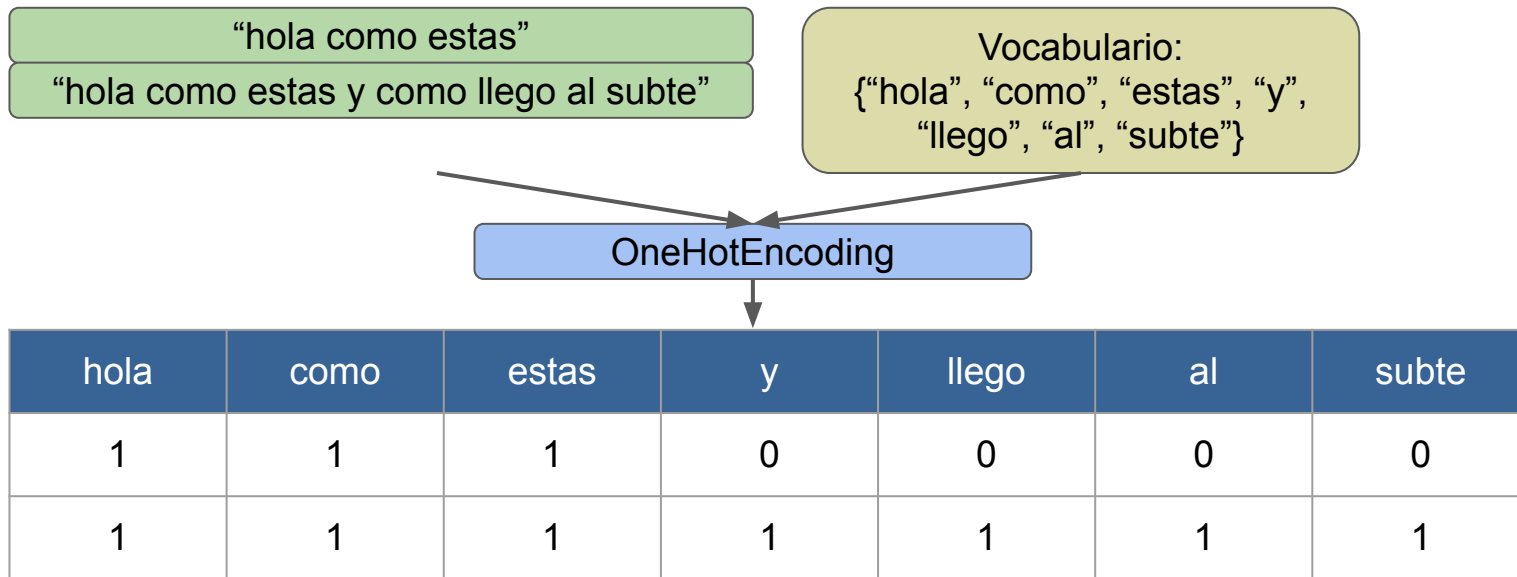 “hola como estas”
“hola como estas y como llego al subte”
Vocabulario:
{“hola”, “como”, “estas”, “y”,
“llego”, “al”, “subte”}
OneHotEncoding
hola como estas y llego al subte
1 1 1 0 0 0 0
1 1 1 1 1 1 1